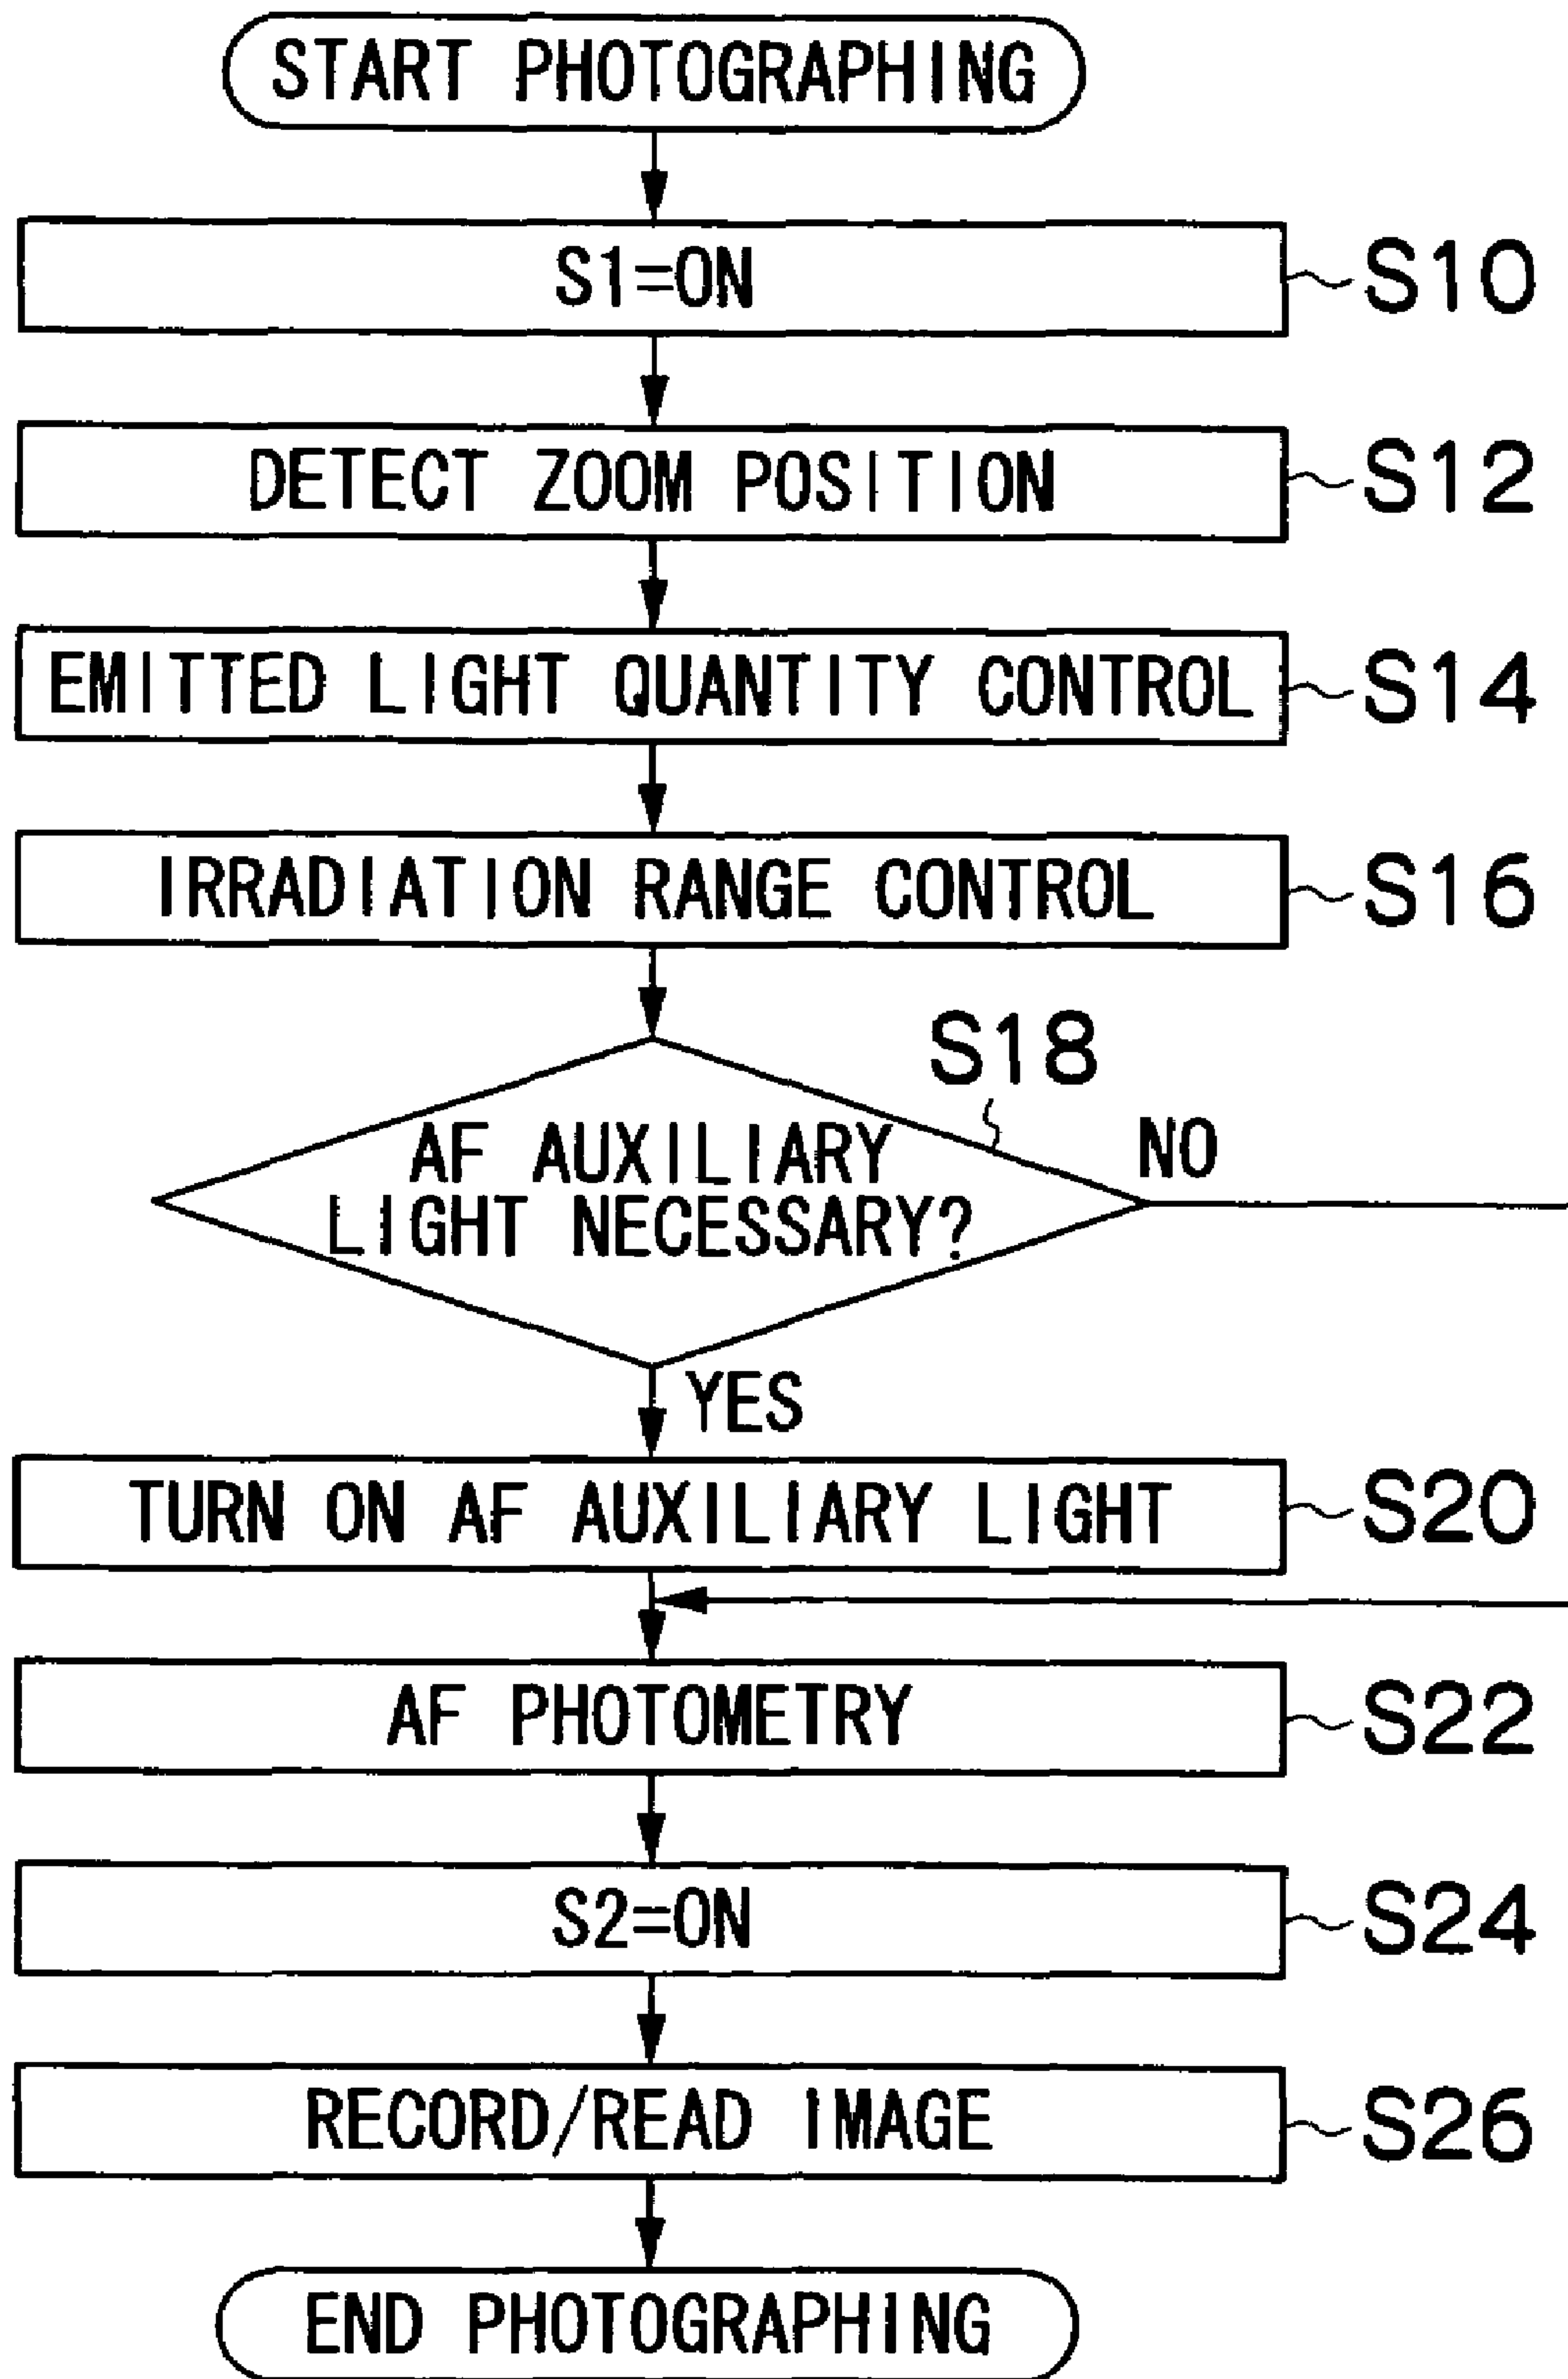 START PHOTOGRAPHING
S1=ON
S10
DETECT ZOOM POSITION
S12
EMITTED LIGHT QUANTITY CONTROL
S14
IRRADIATION RANGE CONTROL
S16
S18
AF AUXILIARY
LIGHT NECESSARY?
NO
YES
TURN ON AF AUXILIARY LIGHT
S20
AF PHOTOMETRY
S22
S2=ON
S24
RECORD/READ IMAGE
S26
END PHOTOGRAPHING